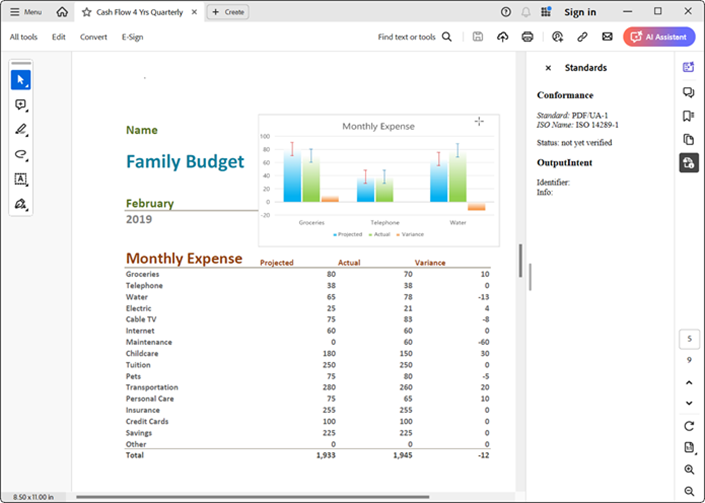 Menu
Cash Flow 4 Yrs Quarterly
Create
Sign in
All tools
Edit
Convert
E-Sign
Find text or tools
AI Assistant
Name
Family Budget
February
2019
Monthly Expense
100
80
60
40
20
0
-20
Groceries Telephone Water
Projected Actual Variance
Monthly Expense Projected Actual Variance
Groceries 80 70 10
Telephone 38 38 0
Water 65 78 -13
Electric 25 21 4
Cable TV 75 83 -8
Internet 60 60 0
Maintenance 0 60 -60
Childcare 180 150 30
Tuition 250 250 0
Pets 75 80 -5
Transportation 280 260 20
Personal Care 75 65 10
Insurance 255 255 0
Credit Cards 100 100 0
Savings 225 225 0
Other 0 0 0
Total 1,933 1,945 -12
8.50 x 11.00 in
Standards
Conformance
Standard: PDF/UA-1
ISO Name: ISO 14289-1
Status: not yet verified
OutputIntent
Identifier:
Info:
5
9